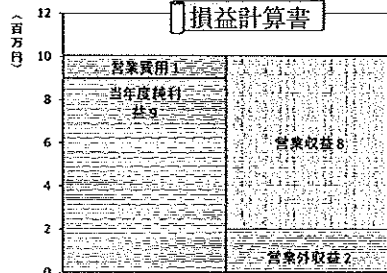 損益計算書
(百万円)
12
10
8
6
4
2
0
営業費用 1
当年度純利
益 9
営業収益 8
営業外収益 2